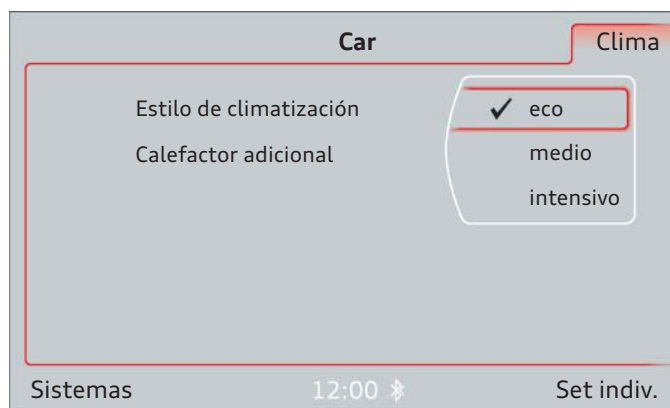 Car
Clima
Estilo de climatización
eco
Calefactor adicional
medio
intensivo
Sistemas
12:00
Set indiv.